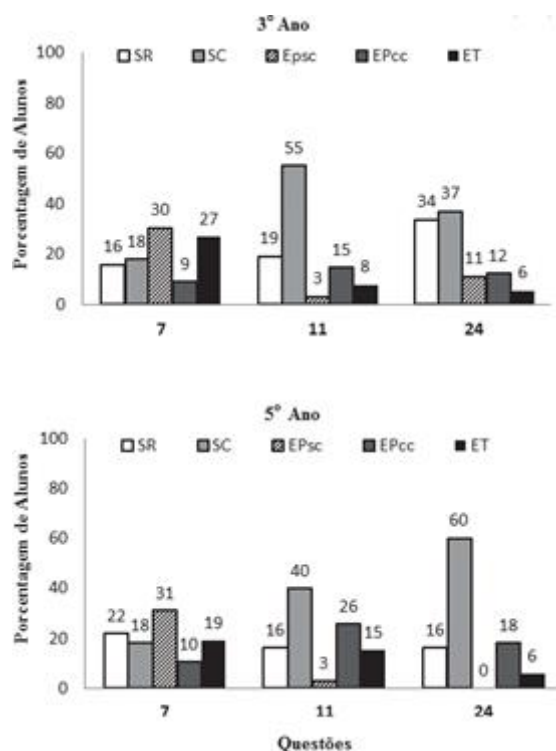 3° Ano
SR SC Epsc EPcc ET
Porcentagem de Alunos
100
80
60
40
20
0
16 18 30 9 27
19 55 3 15 8
34 37 11 12 6
7 11 24
5° Ano
SR SC EPsc EPcc ET
Porcentagem de Alunos
100
80
60
40
20
0
22 18 31 10 19
16 40 3 26 15
16 60 0 18 6
7 11 24
Questões